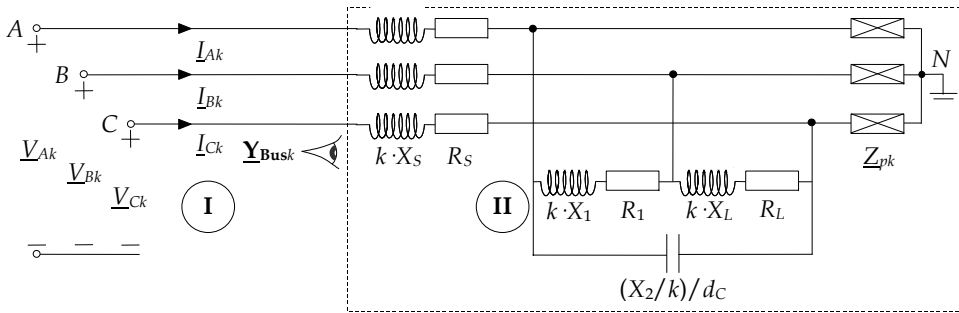 A
I_Ak
B
I_Bk
N
C
I_Ck
Y_Busk
k·X_S
R_S
Z_pk
V_Ak
V_Bk
V_Ck
I
II
k·X_1
R_1
k·X_L
R_L
(X_2/k)/d_C